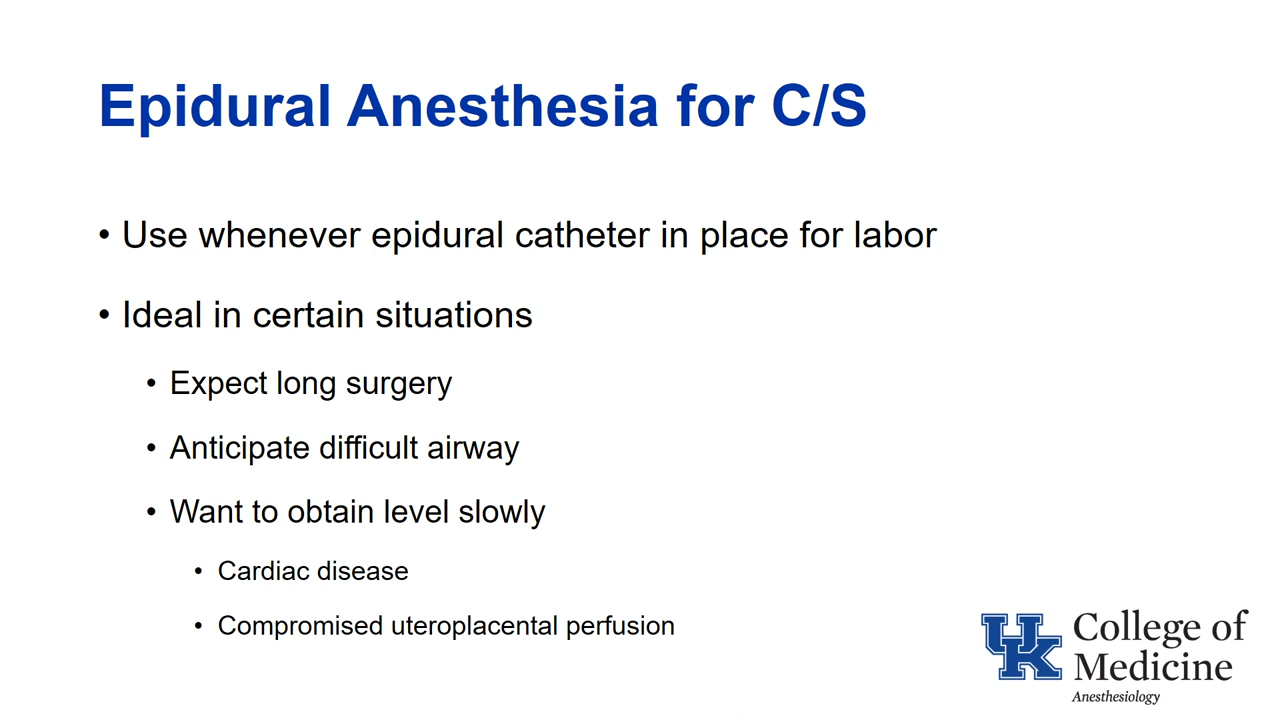 Epidural Anesthesia for C/S
• Use whenever epidural catheter in place for labor
• Ideal in certain situations
• Expect long surgery
• Anticipate difficult airway
• Want to obtain level slowly
• Cardiac disease
• Compromised uteroplacental perfusion
UK
College of
Medicine
Anesthesiology